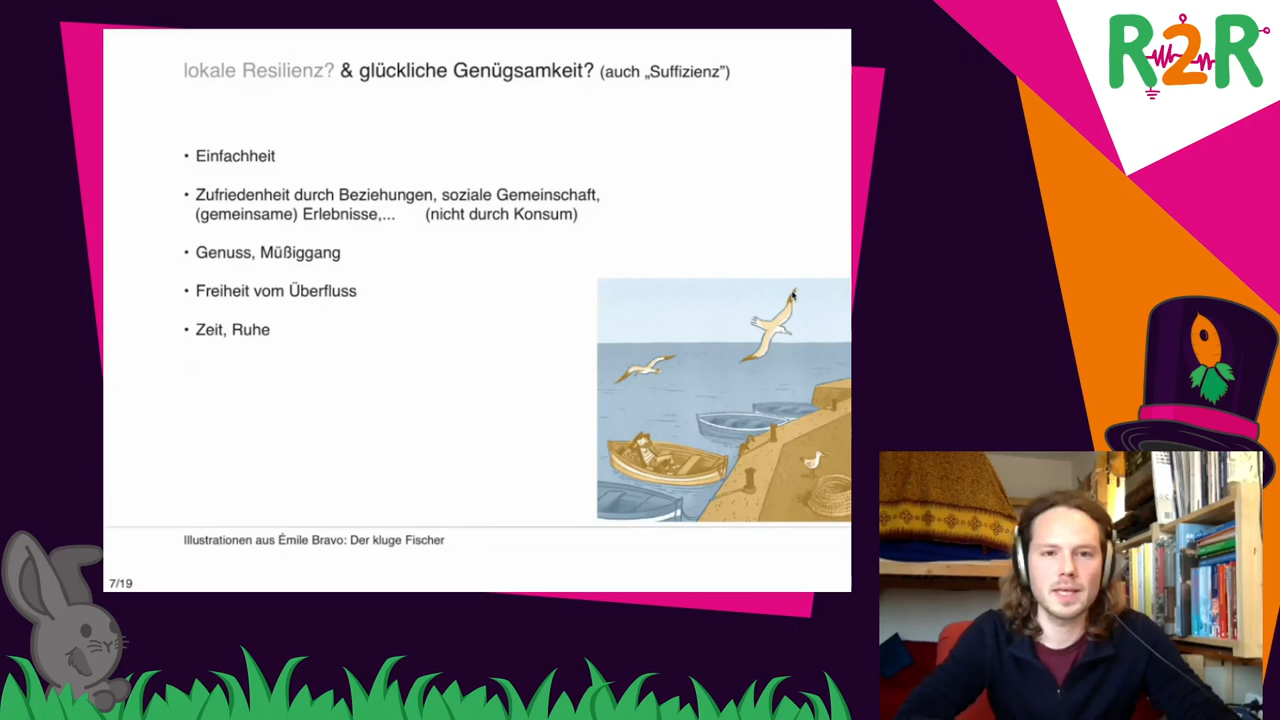 lokale Resilienz? & glückliche Genügsamkeit? (auch „Suffizienz”)
• Einfachheit
• Zufriedenheit durch Beziehungen, soziale Gemeinschaft,
(gemeinsame) Erlebnisse,... (nicht durch Konsum)
• Genuss, Müßiggang
• Freiheit vom Überfluss
• Zeit, Ruhe
Illustrationen aus Émile Bravo: Der kluge Fischer
7/19
R2R